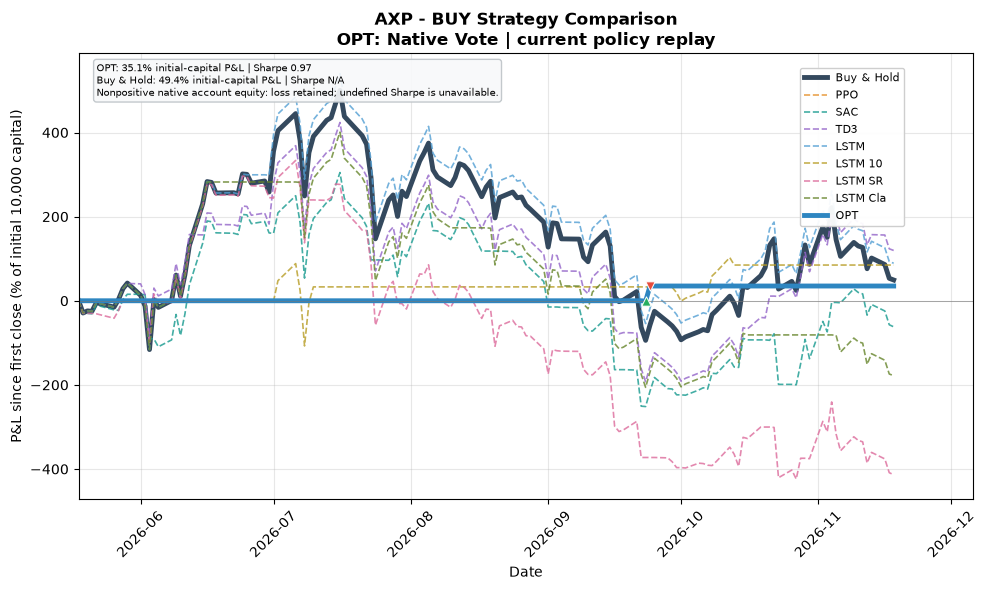 AXP - BUY Strategy Comparison
OPT: Native Vote | current policy replay
OPT: 35.1% initial-capital P&L | Sharpe 0.97
Buy & Hold: 49.4% initial-capital P&L | Sharpe N/A
Nonpositive native account equity: loss retained; undefined Sharpe is unavailable.
Buy & Hold
PPO
SAC
TD3
LSTM
LSTM 10
LSTM SR
LSTM Cla
OPT
P&L since first close (% of initial 10,000 capital)
400
200
0
−200
−400
2026-06
2026-07
2026-08
2026-09
2026-10
2026-11
2026-12
Date